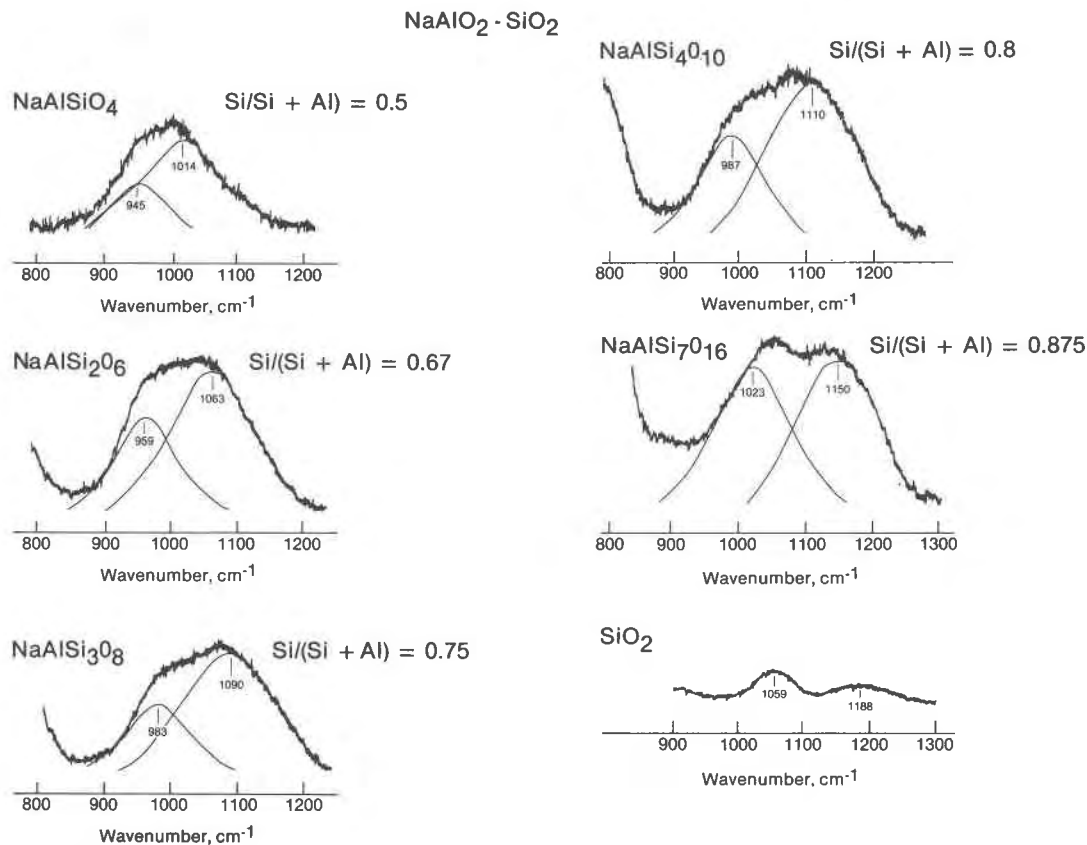 NaAlO2 · SiO2
NaAlSiO4 Si/Si + Al) = 0.5
1014
945
800 900 1000 1100 1200
Wavenumber, cm-1
NaAlSi2O6 Si/(Si + Al) = 0.67
1063
959
800 900 1000 1100 1200
Wavenumber, cm-1
NaAlSi3O8 Si/(Si + Al) = 0.75
1090
983
800 900 1000 1100 1200
Wavenumber, cm-1
NaAlSi4O10 Si/(Si + Al) = 0.8
1110
987
800 900 1000 1100 1200
Wavenumber, cm-1
NaAlSi7O16 Si/(Si + Al) = 0.875
1023 1150
800 900 1000 1100 1200 1300
Wavenumber, cm-1
SiO2
1059 1188
900 1000 1100 1200 1300
Wavenumber, cm-1